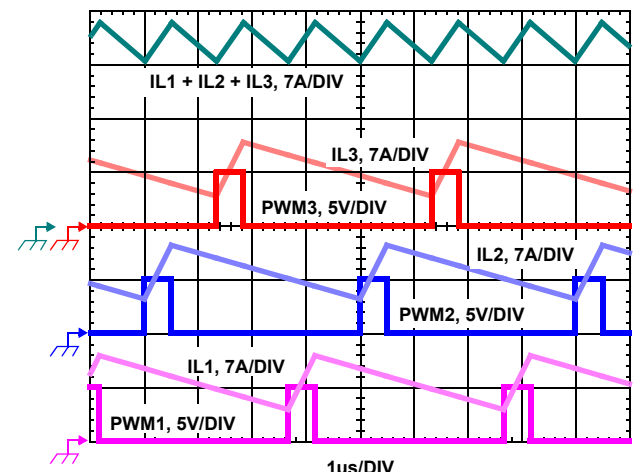 IL1 + IL2 + IL3, 7A/DIV
IL3, 7A/DIV
PWM3, 5V/DIV
IL2, 7A/DIV
PWM2, 5V/DIV
IL1, 7A/DIV
PWM1, 5V/DIV
1us/DIV